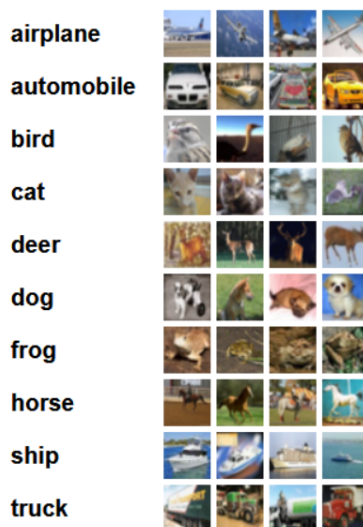 airplane
automobile
bird
cat
deer
dog
frog
horse
ship
truck